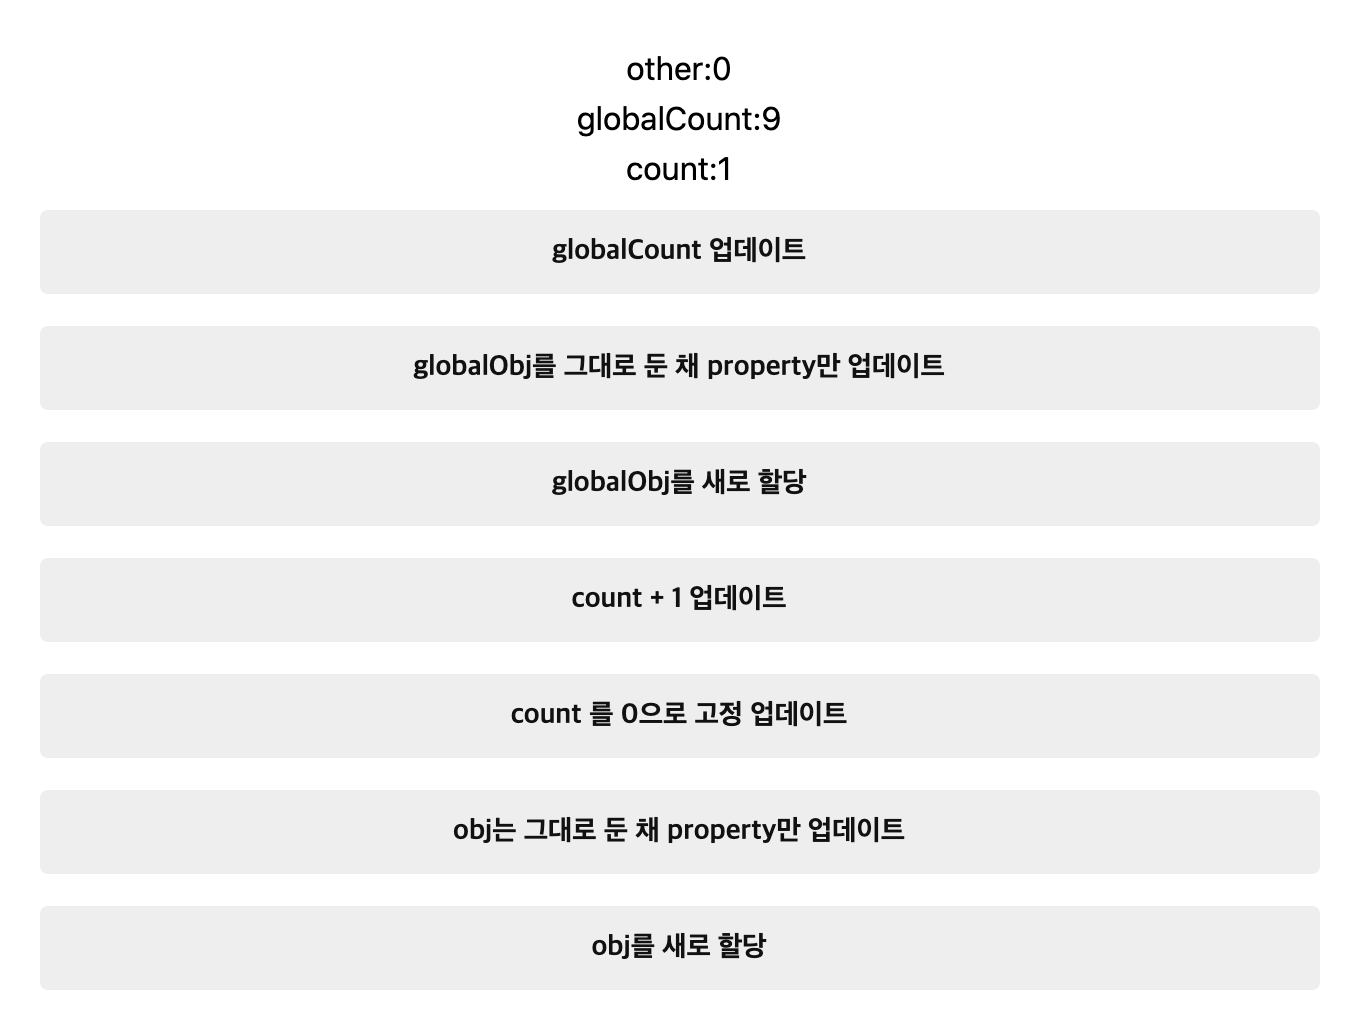 other:0
globalCount:9
count:1
globalCount 업데이트
globalObj를 그대로 둔 채 property만 업데이트
globalObj를 새로 할당
count + 1 업데이트
count 를 0으로 고정 업데이트
obj는 그대로 둔 채 property만 업데이트
obj를 새로 할당